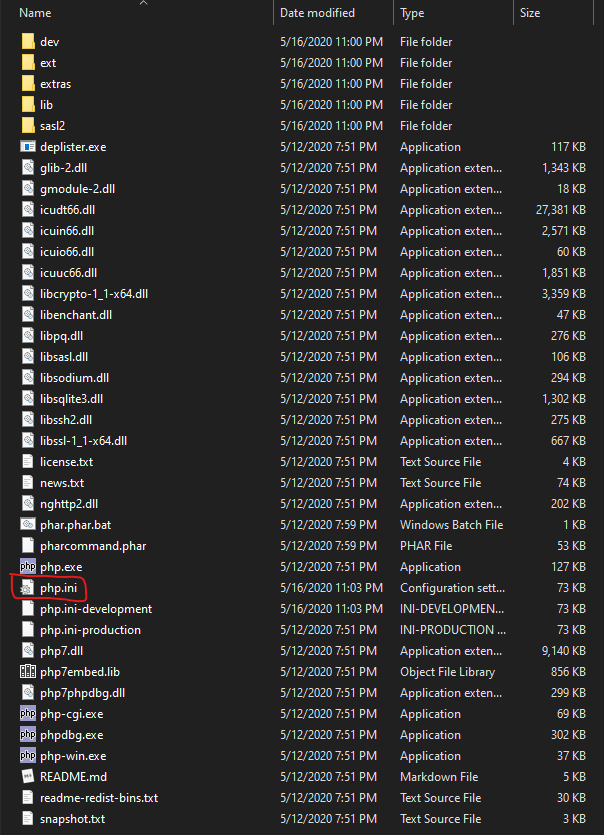 Name Date modified Type Size
dev 5/16/2020 11:00 PM File folder
ext 5/16/2020 11:00 PM File folder
extras 5/16/2020 11:00 PM File folder
lib 5/16/2020 11:00 PM File folder
sasl2 5/16/2020 11:00 PM File folder
deplister.exe 5/12/2020 7:51 PM Application 117 KB
glib-2.dll 5/12/2020 7:51 PM Application exten... 1,343 KB
gmodule-2.dll 5/12/2020 7:51 PM Application exten... 18 KB
icudt66.dll 5/12/2020 7:51 PM Application exten... 27,381 KB
icuin66.dll 5/12/2020 7:51 PM Application exten... 2,571 KB
icuio66.dll 5/12/2020 7:51 PM Application exten... 60 KB
icuuc66.dll 5/12/2020 7:51 PM Application exten... 1,851 KB
libcrypto-1_1-x64.dll 5/12/2020 7:51 PM Application exten... 3,359 KB
libenchant.dll 5/12/2020 7:51 PM Application exten... 47 KB
libpq.dll 5/12/2020 7:51 PM Application exten... 276 KB
libsasl.dll 5/12/2020 7:51 PM Application exten... 106 KB
libsodium.dll 5/12/2020 7:51 PM Application exten... 294 KB
libsqlite3.dll 5/12/2020 7:51 PM Application exten... 1,302 KB
libssh2.dll 5/12/2020 7:51 PM Application exten... 275 KB
libssl-1_1-x64.dll 5/12/2020 7:51 PM Application exten... 667 KB
license.txt 5/12/2020 7:51 PM Text Source File 4 KB
news.txt 5/12/2020 7:51 PM Text Source File 74 KB
nghttp2.dll 5/12/2020 7:51 PM Application exten... 202 KB
phar.phar.bat 5/12/2020 7:59 PM Windows Batch File 1 KB
pharcommand.phar 5/12/2020 7:59 PM PHAR File 53 KB
php php.exe 5/12/2020 7:51 PM Application 127 KB
php.ini 5/16/2020 11:03 PM Configuration sett... 73 KB
php.ini-development 5/16/2020 11:03 PM INI-DEVELOPMEN... 73 KB
php.ini-production 5/12/2020 7:51 PM INI-PRODUCTION ... 73 KB
php7.dll 5/12/2020 7:51 PM Application exten... 9,140 KB
php7embed.lib 5/12/2020 7:51 PM Object File Library 856 KB
php7phpdbg.dll 5/12/2020 7:51 PM Application exten... 299 KB
php php-cgi.exe 5/12/2020 7:51 PM Application 69 KB
php phpdbg.exe 5/12/2020 7:51 PM Application 302 KB
php php-win.exe 5/12/2020 7:51 PM Application 37 KB
README.md 5/12/2020 7:51 PM Markdown File 5 KB
readme-redist-bins.txt 5/12/2020 7:51 PM Text Source File 30 KB
snapshot.txt 5/12/2020 7:51 PM Text Source File 3 KB